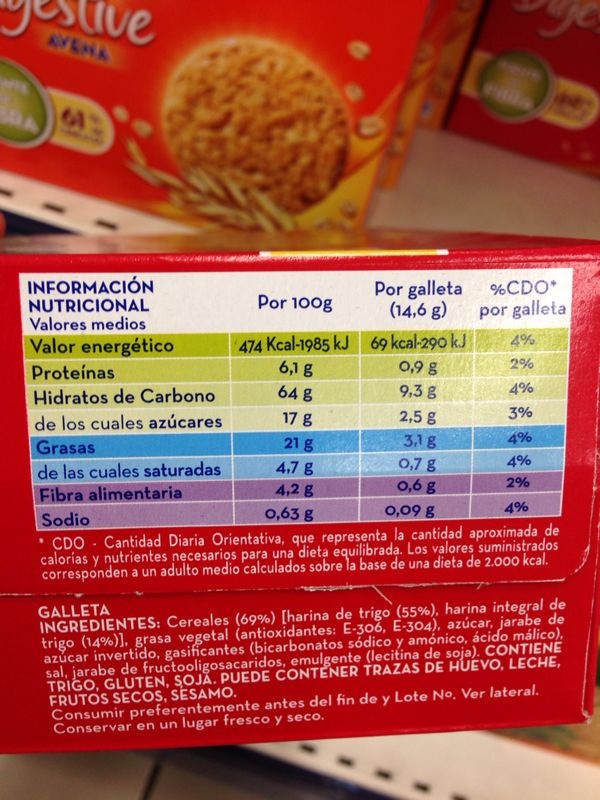 gestive
AVENA
61%
INFORMACIÓN
NUTRICIONAL
Valores medios
Por 100g
Por galleta
(14,6 g)
%CDO*
por galleta
Valor energético 474 Kcal-1985 kJ 69 kcal-290 kJ 4%
Proteínas 6,1 g 0,9 g 2%
Hidratos de Carbono 64 g 9,3 g 4%
de los cuales azúcares 17 g 2,5 g 3%
Grasas 21 g 3,1 g 4%
de las cuales saturadas 4,7 g 0,7 g 4%
Fibra alimentaria 4,2 g 0,6 g 2%
Sodio 0,63 g 0,09 g 4%
* CDO - Cantidad Diaria Orientativa, que representa la cantidad aproximada de
calorías y nutrientes necesarios para una dieta equilibrada. Los valores suministrados
corresponden a un adulto medio calculados sobre la base de una dieta de 2.000 kcal.
GALLETA
INGREDIENTES: Cereales (69%) [harina de trigo (55%), harina integral de
trigo (14%)], grasa vegetal (antioxidantes: E-306, E-304), azúcar, jarabe de
azúcar invertido, gasificantes (bicarbonatos sódico y amónico, ácido málico),
sal, jarabe de fructooligosacaridos, emulgente (lecitina de soja). CONTIENE
TRIGO, GLUTEN, SOJA. PUEDE CONTENER TRAZAS DE HUEVO, LECHE,
FRUTOS SECOS, SÉSAMO.
Consumir preferentemente antes del fin de y Lote Nº. Ver lateral.
Conservar en un lugar fresco y seco.